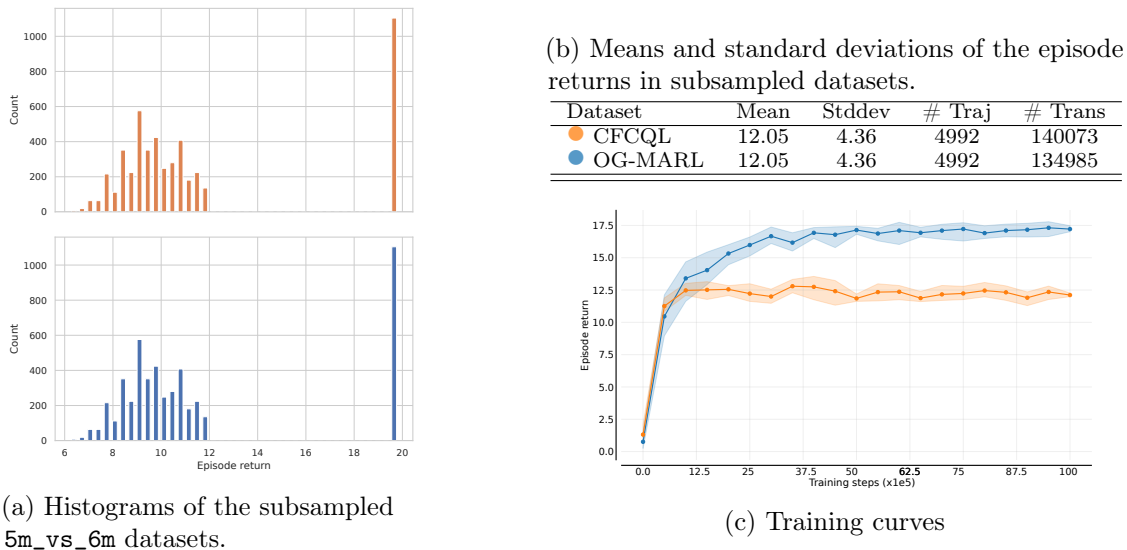 1000
800
600
400
200
0
Count
1000
800
600
400
200
0
Count
6 8 10 12 14 16 18 20
Episode return
(a) Histograms of the subsampled
5m_vs_6m datasets.
(b) Means and standard deviations of the episode
returns in subsampled datasets.
Dataset Mean Stddev # Traj # Trans
CFCQL 12.05 4.36 4992 140073
OG-MARL 12.05 4.36 4992 134985
17.5
15.0
12.5
10.0
7.5
5.0
2.5
0.0
Episode return
0.0 12.5 25 37.5 50 62.5 75 87.5 100
Training steps (x1e5)
(c) Training curves